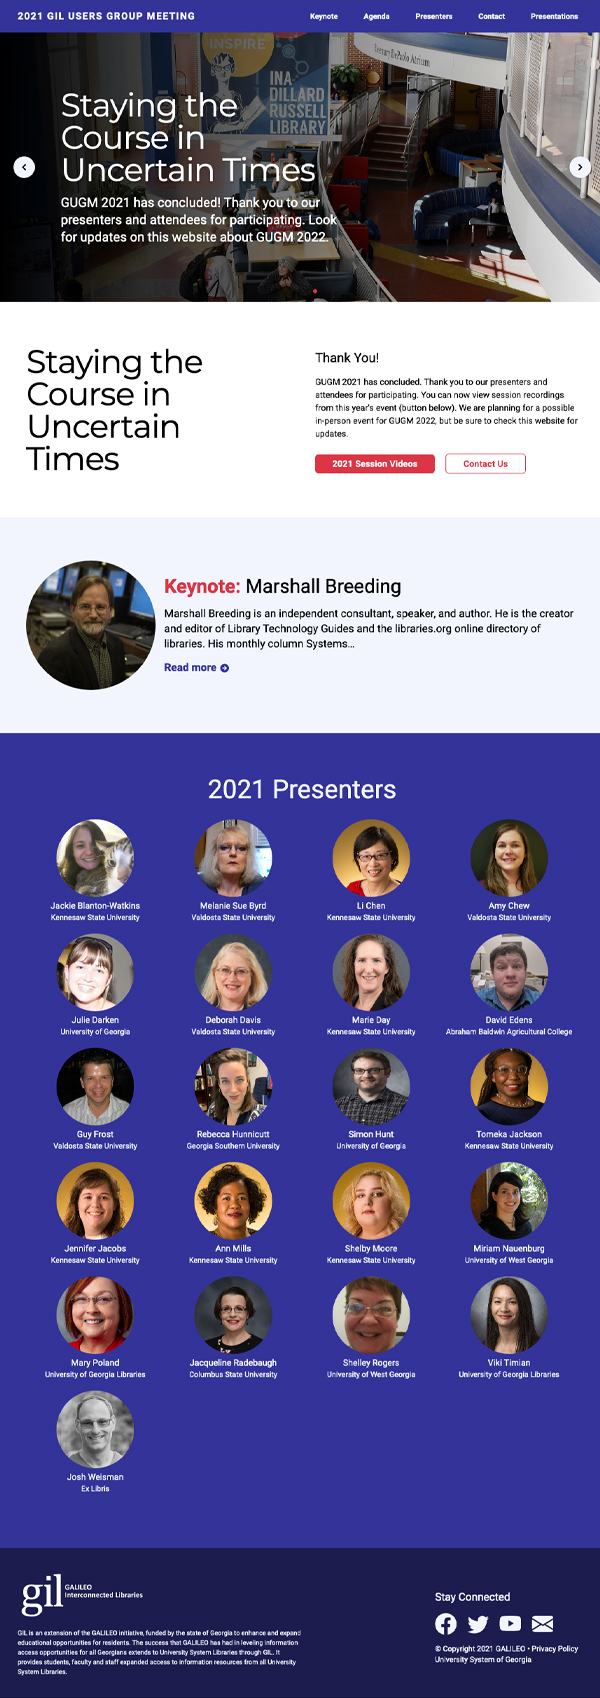 2021 GIL USERS GROUP MEETING
Keynote Agenda Presenters Contact Presentations
INSPIRE
INA
DILLARD
RUSSELL
LIBRARY
Staying the
Course in
Uncertain Times
GUGM 2021 has concluded! Thank you to our
presenters and attendees for participating. Look
for updates on this website about GUGM 2022.
Staying the
Course in
Uncertain
Times
Thank You!
GUGM 2021 has concluded. Thank you to our presenters and
attendees for participating. You can now view session recordings
from this year's event (button below). We are planning for a possible
in-person event for GUGM 2022, but be sure to check this website for
updates.
2021 Session Videos Contact Us
Keynote: Marshall Breeding
Marshall Breeding is an independent consultant, speaker, and author. He is the creator
and editor of Library Technology Guides and the libraries.org online directory of
libraries. His monthly column Systems...
Read more
2021 Presenters
Jackie Blanton-Watkins Melanie Sue Byrd Li Chen Amy Chew
Kennesaw State University Valdosta State University Kennesaw State University Valdosta State University
Julie Darken Deborah Davis Marie Day David Edens
University of Georgia Valdosta State University Kennesaw State University Abraham Baldwin Agricultural College
Guy Frost Rebecca Hunnicutt Simon Hunt Tomeka Jackson
Valdosta State University Georgia Southern University University of Georgia Kennesaw State University
Jennifer Jacobs Ann Mills Shelby Moore Miriam Nauenburg
Kennesaw State University Kennesaw State University Kennesaw State University University of West Georgia
Mary Poland Jacqueline Radebaugh Shelley Rogers Viki Timian
University of Georgia Libraries Columbus State University University of West Georgia University of Georgia Libraries
Josh Weisman
Ex Libris
gil GALILEO
Interconnected Libraries
GIL is an extension of the GALILEO initiative, funded by the state of Georgia to enhance and expand
educational opportunities for residents. The success that GALILEO has had in leveling information
access opportunities for all Georgians extends to University System Libraries through GIL. It
provides students, faculty and staff expanded access to information resources from all University
System Libraries.
Stay Connected
© Copyright 2021 GALILEO • Privacy Policy
University System of Georgia